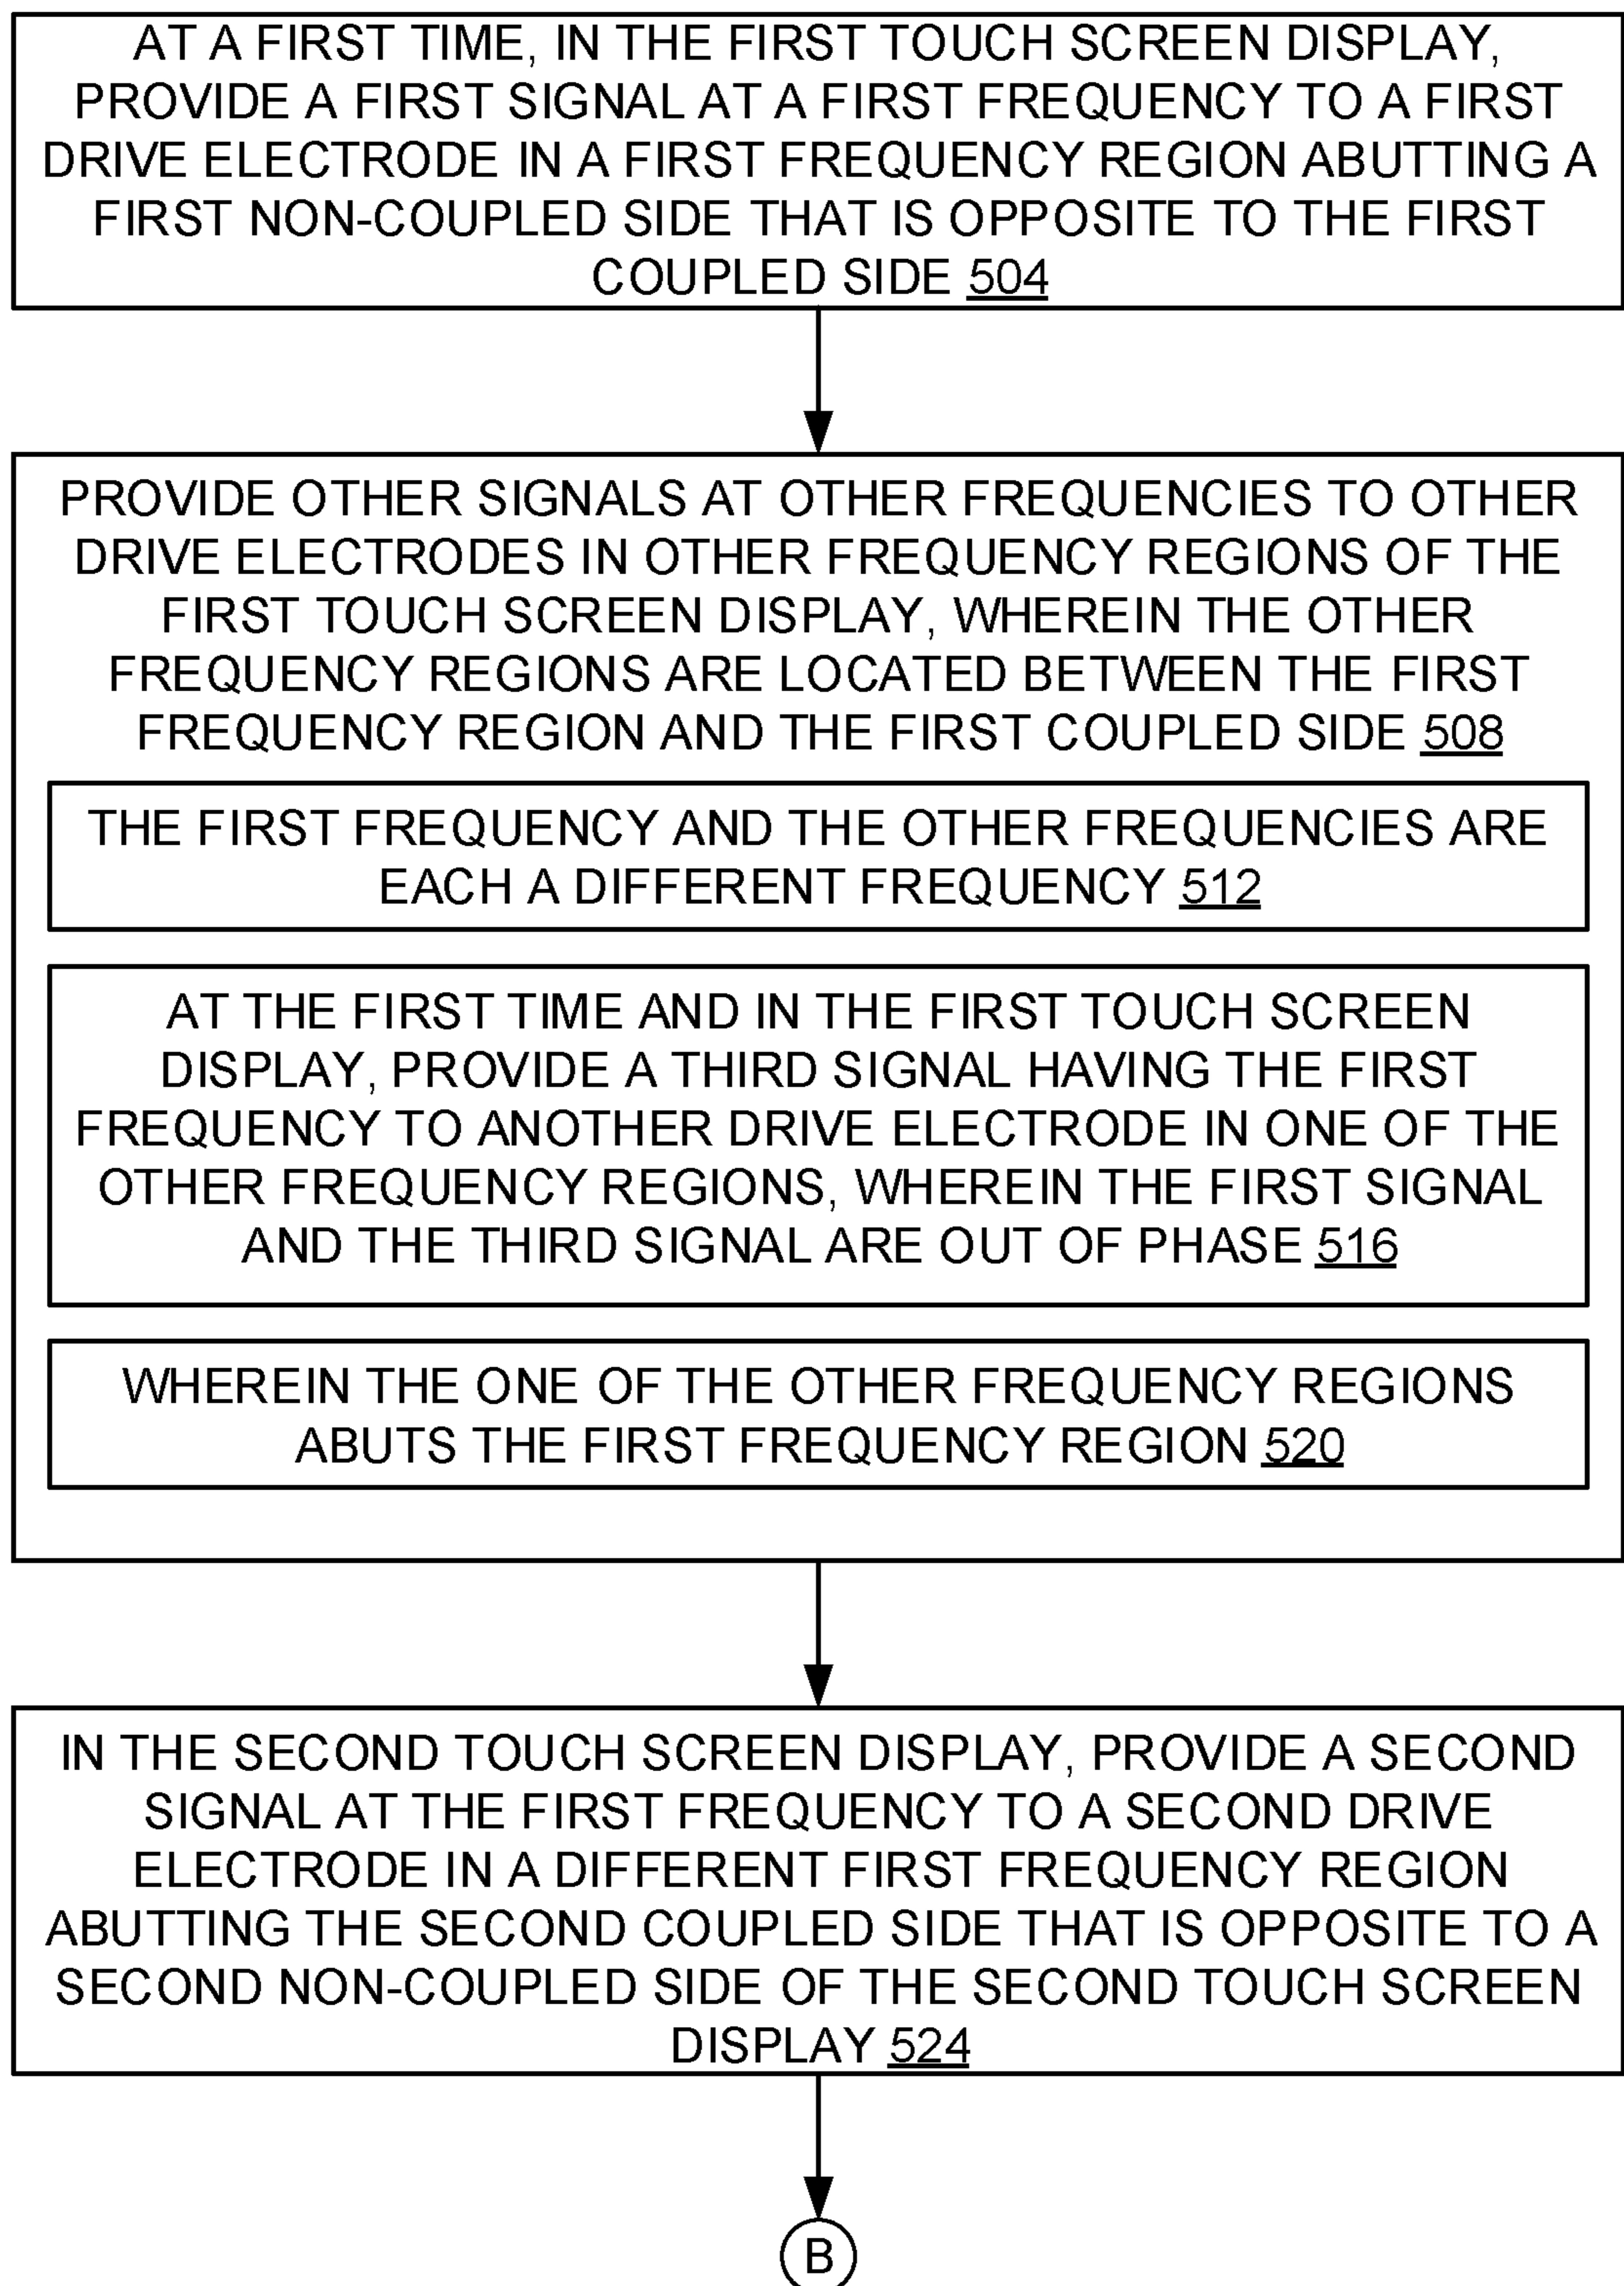 AT A FIRST TIME, IN THE FIRST TOUCH SCREEN DISPLAY,
PROVIDE A FIRST SIGNAL AT A FIRST FREQUENCY TO A FIRST
DRIVE ELECTRODE IN A FIRST FREQUENCY REGION ABUTTING A
FIRST NON-COUPLED SIDE THAT IS OPPOSITE TO THE FIRST
COUPLED SIDE 504
PROVIDE OTHER SIGNALS AT OTHER FREQUENCIES TO OTHER
DRIVE ELECTRODES IN OTHER FREQUENCY REGIONS OF THE
FIRST TOUCH SCREEN DISPLAY, WHEREIN THE OTHER
FREQUENCY REGIONS ARE LOCATED BETWEEN THE FIRST
FREQUENCY REGION AND THE FIRST COUPLED SIDE 508
THE FIRST FREQUENCY AND THE OTHER FREQUENCIES ARE
EACH A DIFFERENT FREQUENCY 512
AT THE FIRST TIME AND IN THE FIRST TOUCH SCREEN
DISPLAY, PROVIDE A THIRD SIGNAL HAVING THE FIRST
FREQUENCY TO ANOTHER DRIVE ELECTRODE IN ONE OF THE
OTHER FREQUENCY REGIONS, WHEREIN THE FIRST SIGNAL
AND THE THIRD SIGNAL ARE OUT OF PHASE 516
WHEREIN THE ONE OF THE OTHER FREQUENCY REGIONS
ABUTS THE FIRST FREQUENCY REGION 520
IN THE SECOND TOUCH SCREEN DISPLAY, PROVIDE A SECOND
SIGNAL AT THE FIRST FREQUENCY TO A SECOND DRIVE
ELECTRODE IN A DIFFERENT FIRST FREQUENCY REGION
ABUTTING THE SECOND COUPLED SIDE THAT IS OPPOSITE TO A
SECOND NON-COUPLED SIDE OF THE SECOND TOUCH SCREEN
DISPLAY 524
B